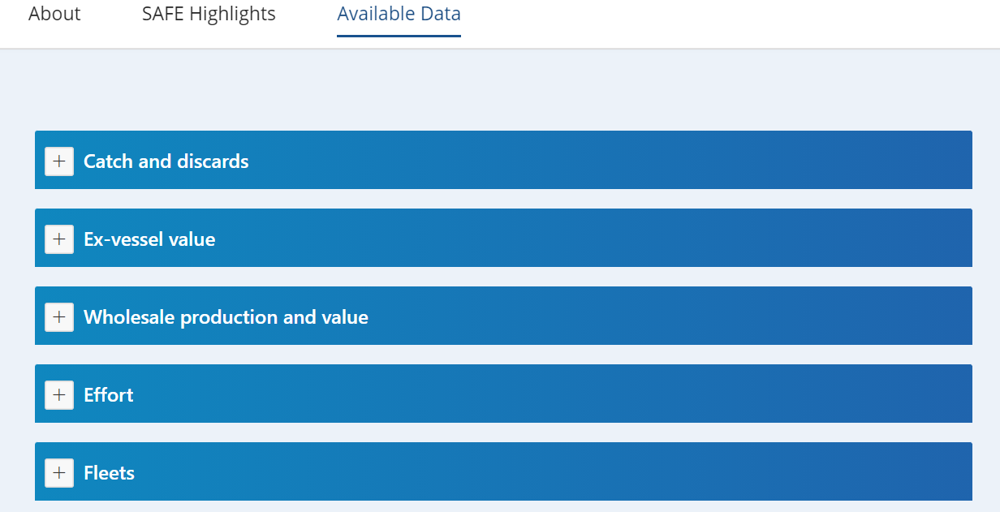 About SAFE Highlights Available Data
Catch and discards
Ex-vessel value
Wholesale production and value
Effort
Fleets